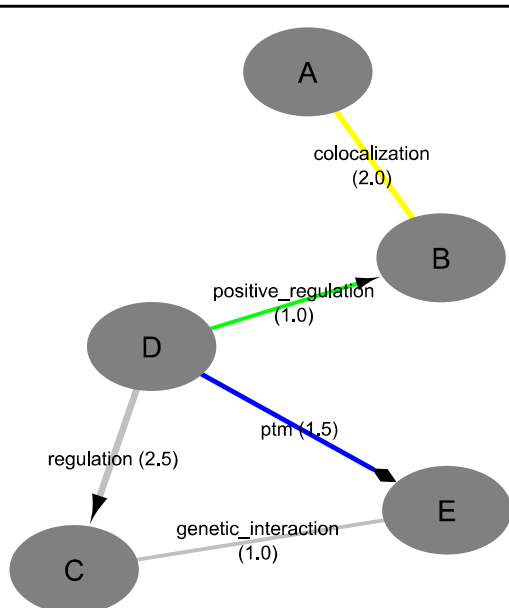 A
colocalization
(2.0)
B
positive_regulation
(1.0)
D
ptm (1.5)
regulation (2.5)
E
genetic_interaction
(1.0)
C